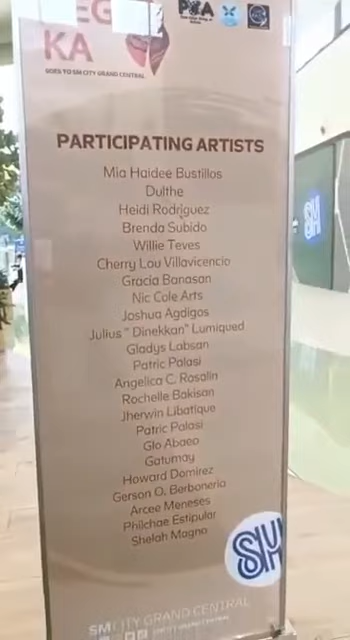 EG
KA
GOES TO SM CITY GRAND CENTRAL
PARTICIPATING ARTISTS
Mia Haidee Bustillos
Dulthe
Heidi Rodriguez
Brenda Subido
Willie Teves
Cherry Lou Villavicencio
Gracia Banasan
Nic Cole Arts
Joshua Agdigos
Julius " Dinekkan" Lumiqued
Gladys Labsan
Patric Palasi
Angelica C. Rosalin
Rochelle Bakisan
Jherwin Libatique
Patric Palasi
Glo Abaeo
Gatumay
Howard Domirez
Gerson O. Berboneria
Arcee Meneses
Philchae Estipular
Shelah Magno
SM
SM CITY GRAND CENTRAL
SM